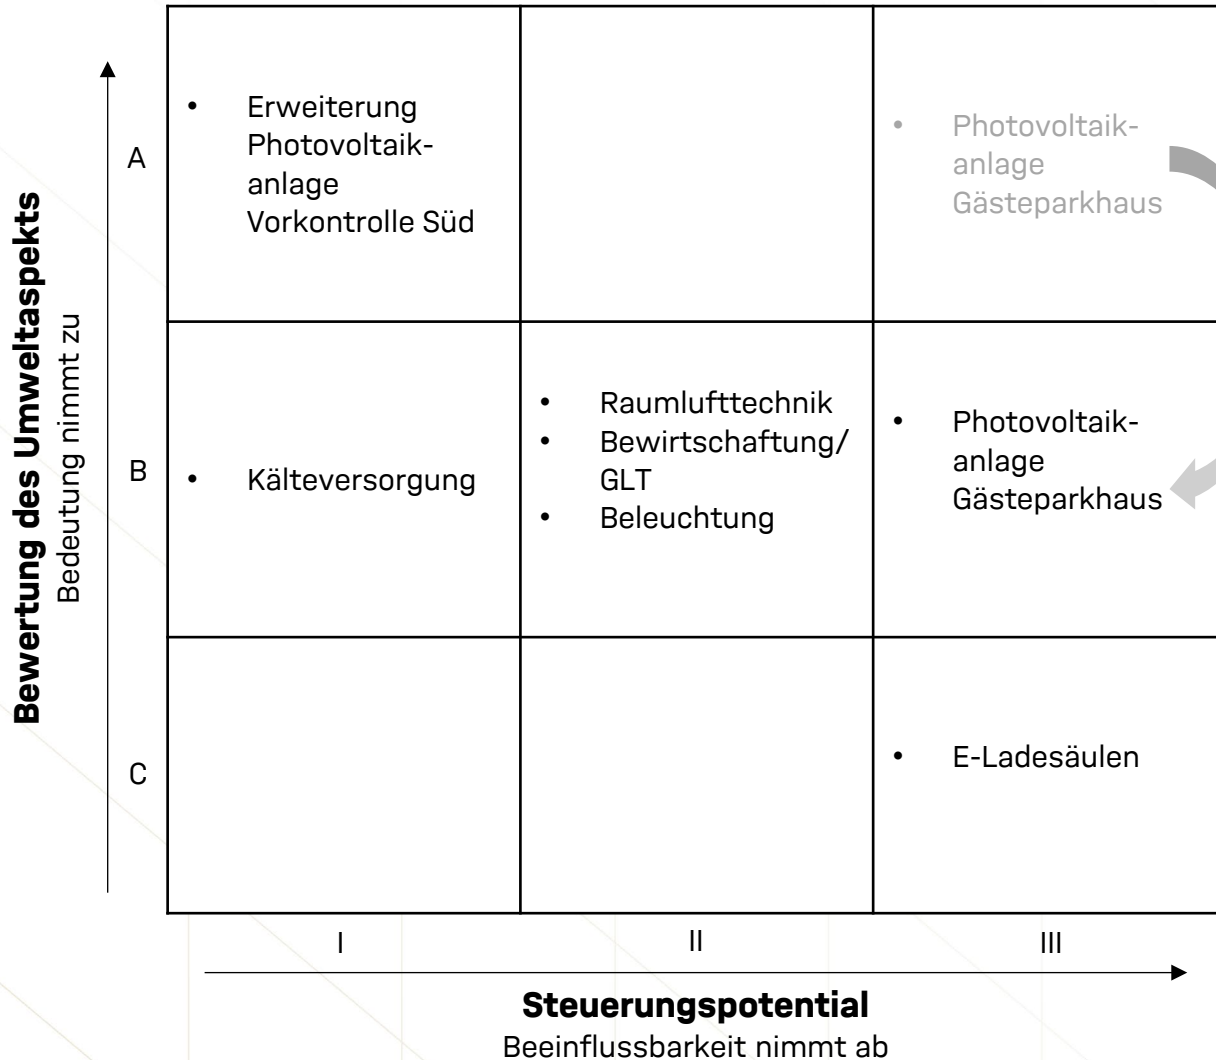 Bewertung des Umweltaspekts
Bedeutung nimmt zu
A
• Erweiterung
Photovoltaik-
anlage
Vorkontrolle Süd
• Photovoltaik-
anlage
Gästeparkhaus
B
• Kälteversorgung
• Raumlufttechnik
• Bewirtschaftung/
GLT
• Beleuchtung
• Photovoltaik-
anlage
Gästeparkhaus
C
• E-Ladesäulen
I
II
III
Steuerungspotential
Beeinflussbarkeit nimmt ab